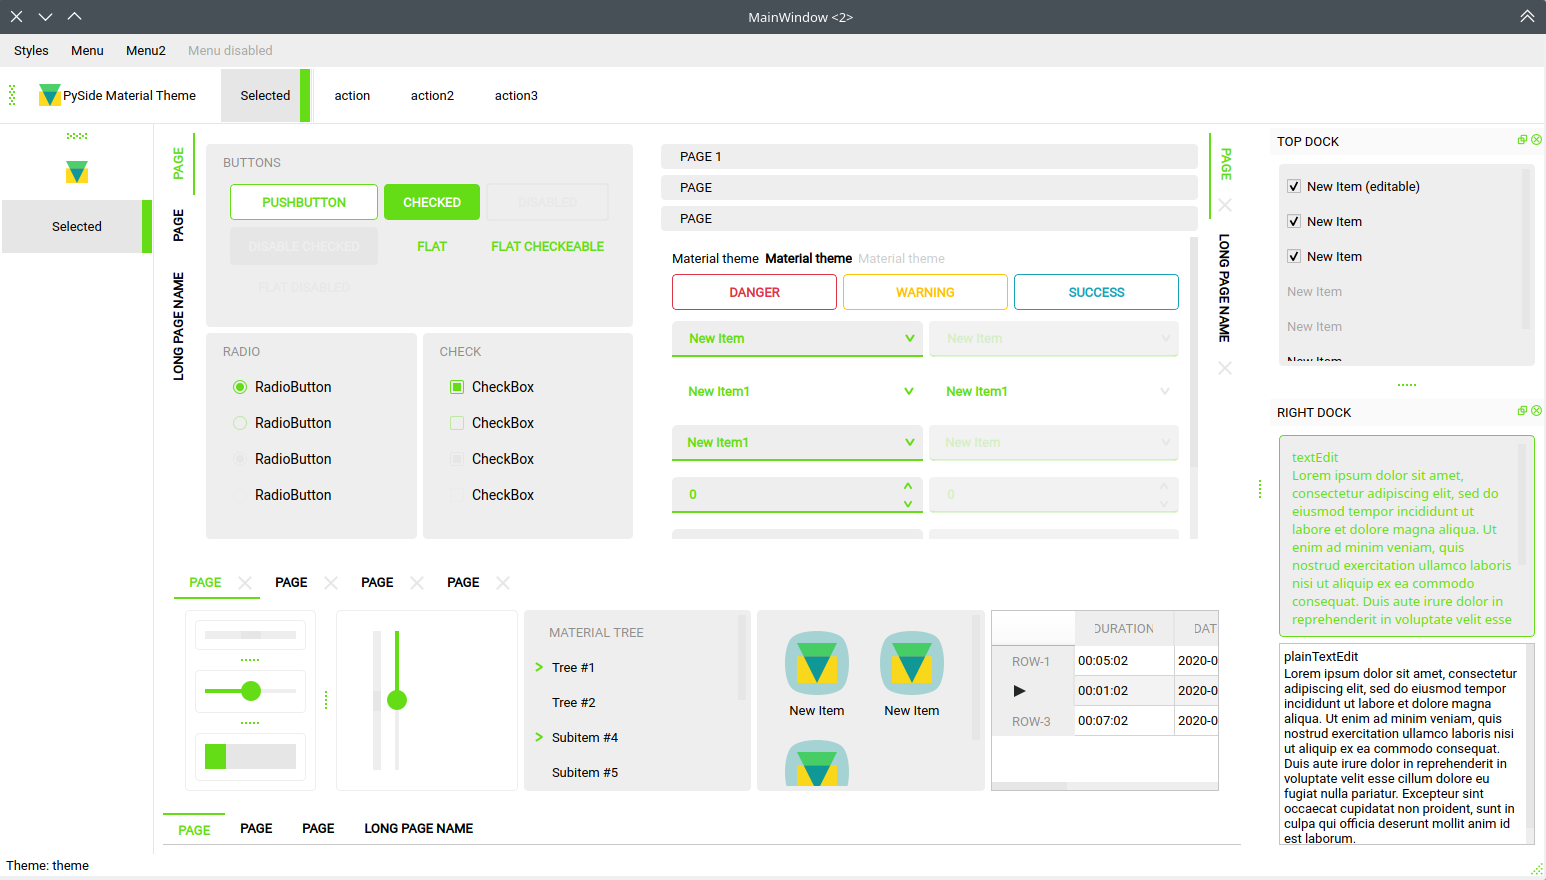 MainWindow <2>
Styles Menu Menu2 Menu disabled
PySide Material Theme Selected action action2 action3
Selected
PAGE
PAGE
LONG PAGE NAME
BUTTONS
PUSHBUTTON CHECKED DISABLED
DISABLE CHECKED FLAT FLAT CHECKEABLE
FLAT DISABLED
RADIO
RadioButton
RadioButton
RadioButton
RadioButton
CHECK
CheckBox
CheckBox
CheckBox
CheckBox
PAGE 1
PAGE
PAGE
Material theme Material theme Material theme
DANGER WARNING SUCCESS
New Item New Item
New Item1 New Item1
New Item1 New Item
0 0
PAGE
LONG PAGE NAME
TOP DOCK
New Item (editable)
New Item
New Item
New Item
New Item
New Item
RIGHT DOCK
textEdit
Lorem ipsum dolor sit amet,
consectetur adipiscing elit, sed do
eiusmod tempor incididunt ut
labore et dolore magna aliqua. Ut
enim ad minim veniam, quis
nostrud exercitation ullamco laboris
nisi ut aliquip ex ea commodo
consequat. Duis aute irure dolor in
reprehenderit in voluptate velit esse
plainTextEdit
Lorem ipsum dolor sit amet, consectetur
adipiscing elit, sed do eiusmod tempor
incididunt ut labore et dolore magna
aliqua. Ut enim ad minim veniam, quis
nostrud exercitation ullamco laboris nisi
ut aliquip ex ea commodo consequat.
Duis aute irure dolor in reprehenderit in
voluptate velit esse cillum dolore eu
fugiat nulla pariatur. Excepteur sint
occaecat cupidatat non proident, sunt in
culpa qui officia deserunt mollit anim id
est laborum.
PAGE PAGE PAGE PAGE
MATERIAL TREE
Tree #1
Tree #2
Subitem #4
Subitem #5
New Item New Item
DURATION DAT
ROW-1 00:05:02 2020-0
00:01:02 2020-0
ROW-3 00:07:02 2020-0
PAGE PAGE PAGE LONG PAGE NAME
Theme: theme